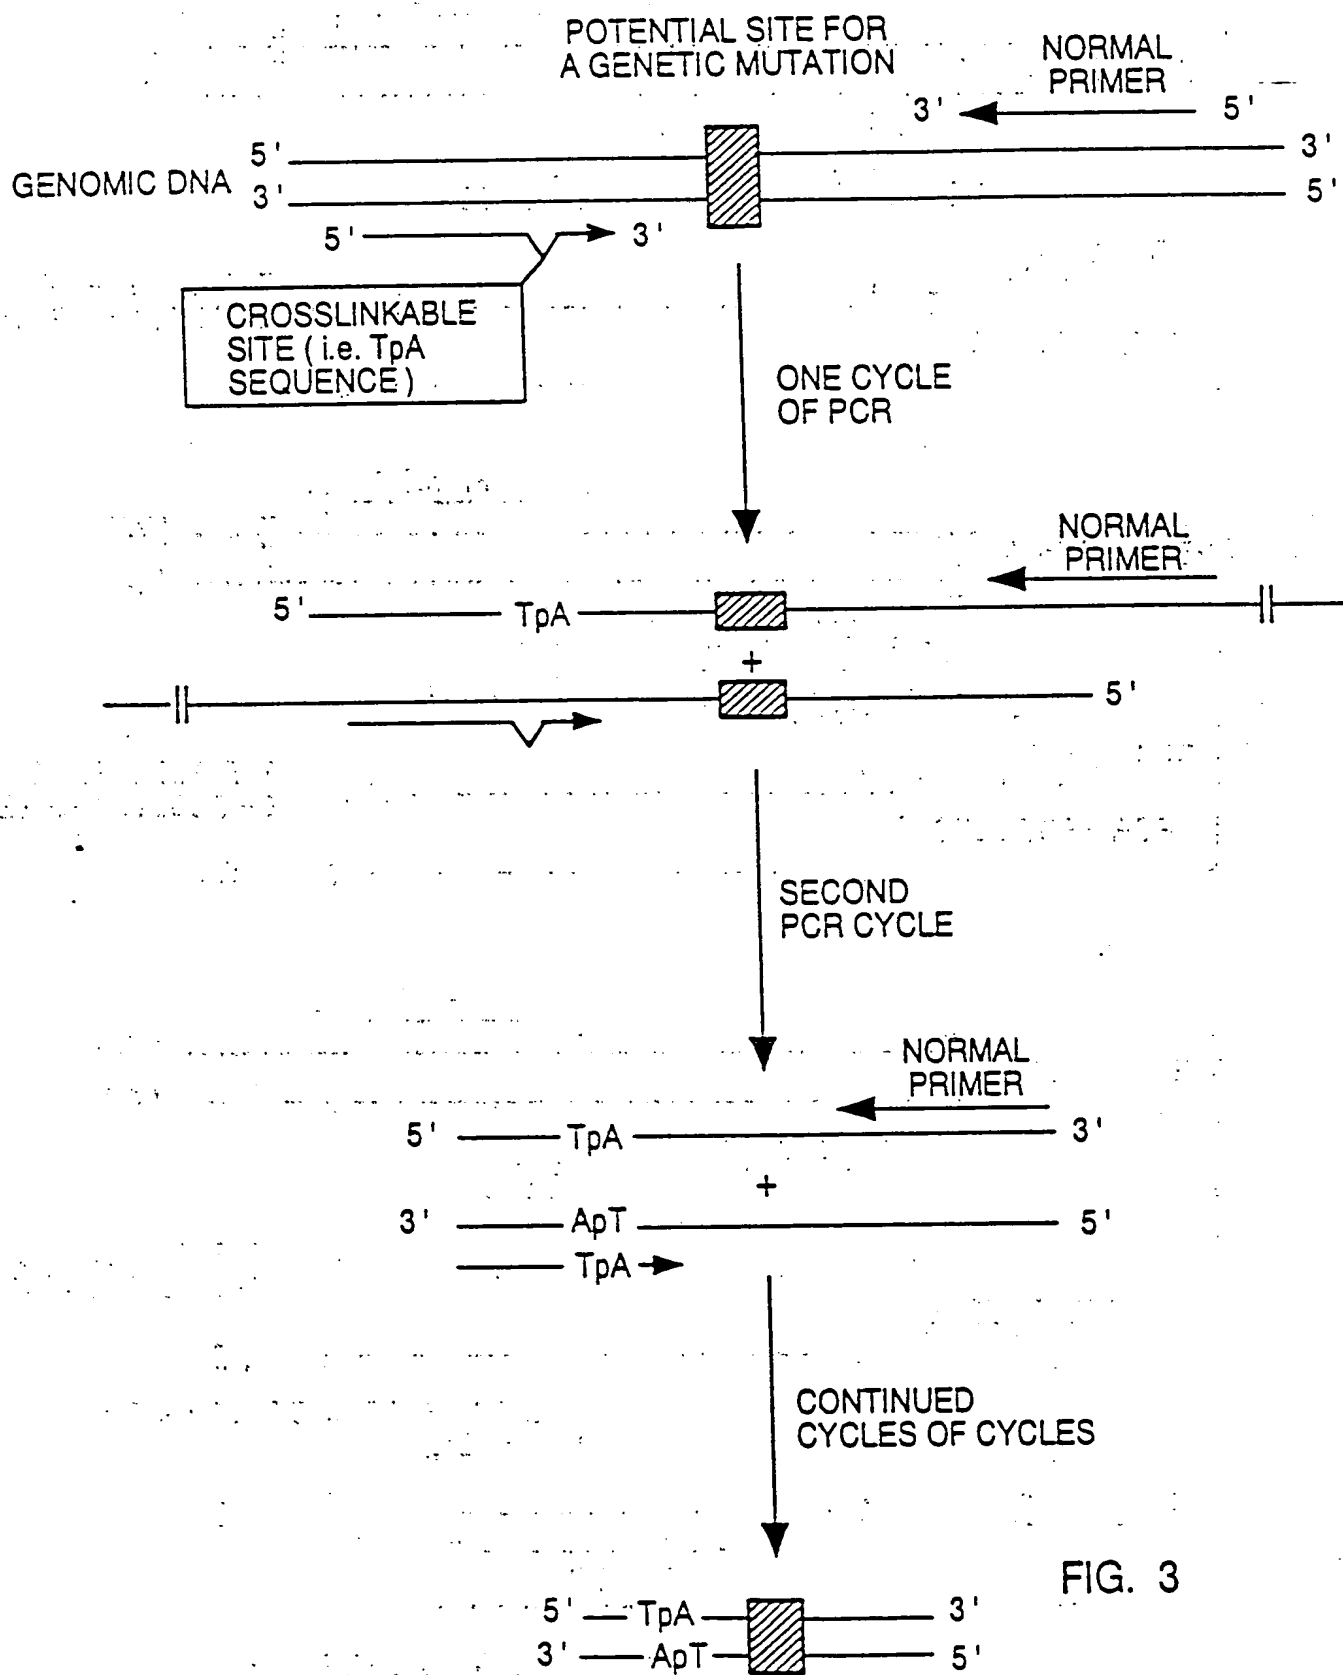 POTENTIAL SITE FOR
A GENETIC MUTATION
NORMAL
PRIMER
3' 5'
5' 3'
GENOMIC DNA 3' 5'
5' 3'
CROSSLINKABLE
SITE ( i.e. TpA
SEQUENCE )
ONE CYCLE
OF PCR
NORMAL
PRIMER
5' TpA
+
5'
SECOND
PCR CYCLE
NORMAL
PRIMER
5' TpA 3'
+
3' ApT 5'
TpA
CONTINUED
CYCLES OF CYCLES
FIG. 3
5' TpA 3'
3' ApT 5'